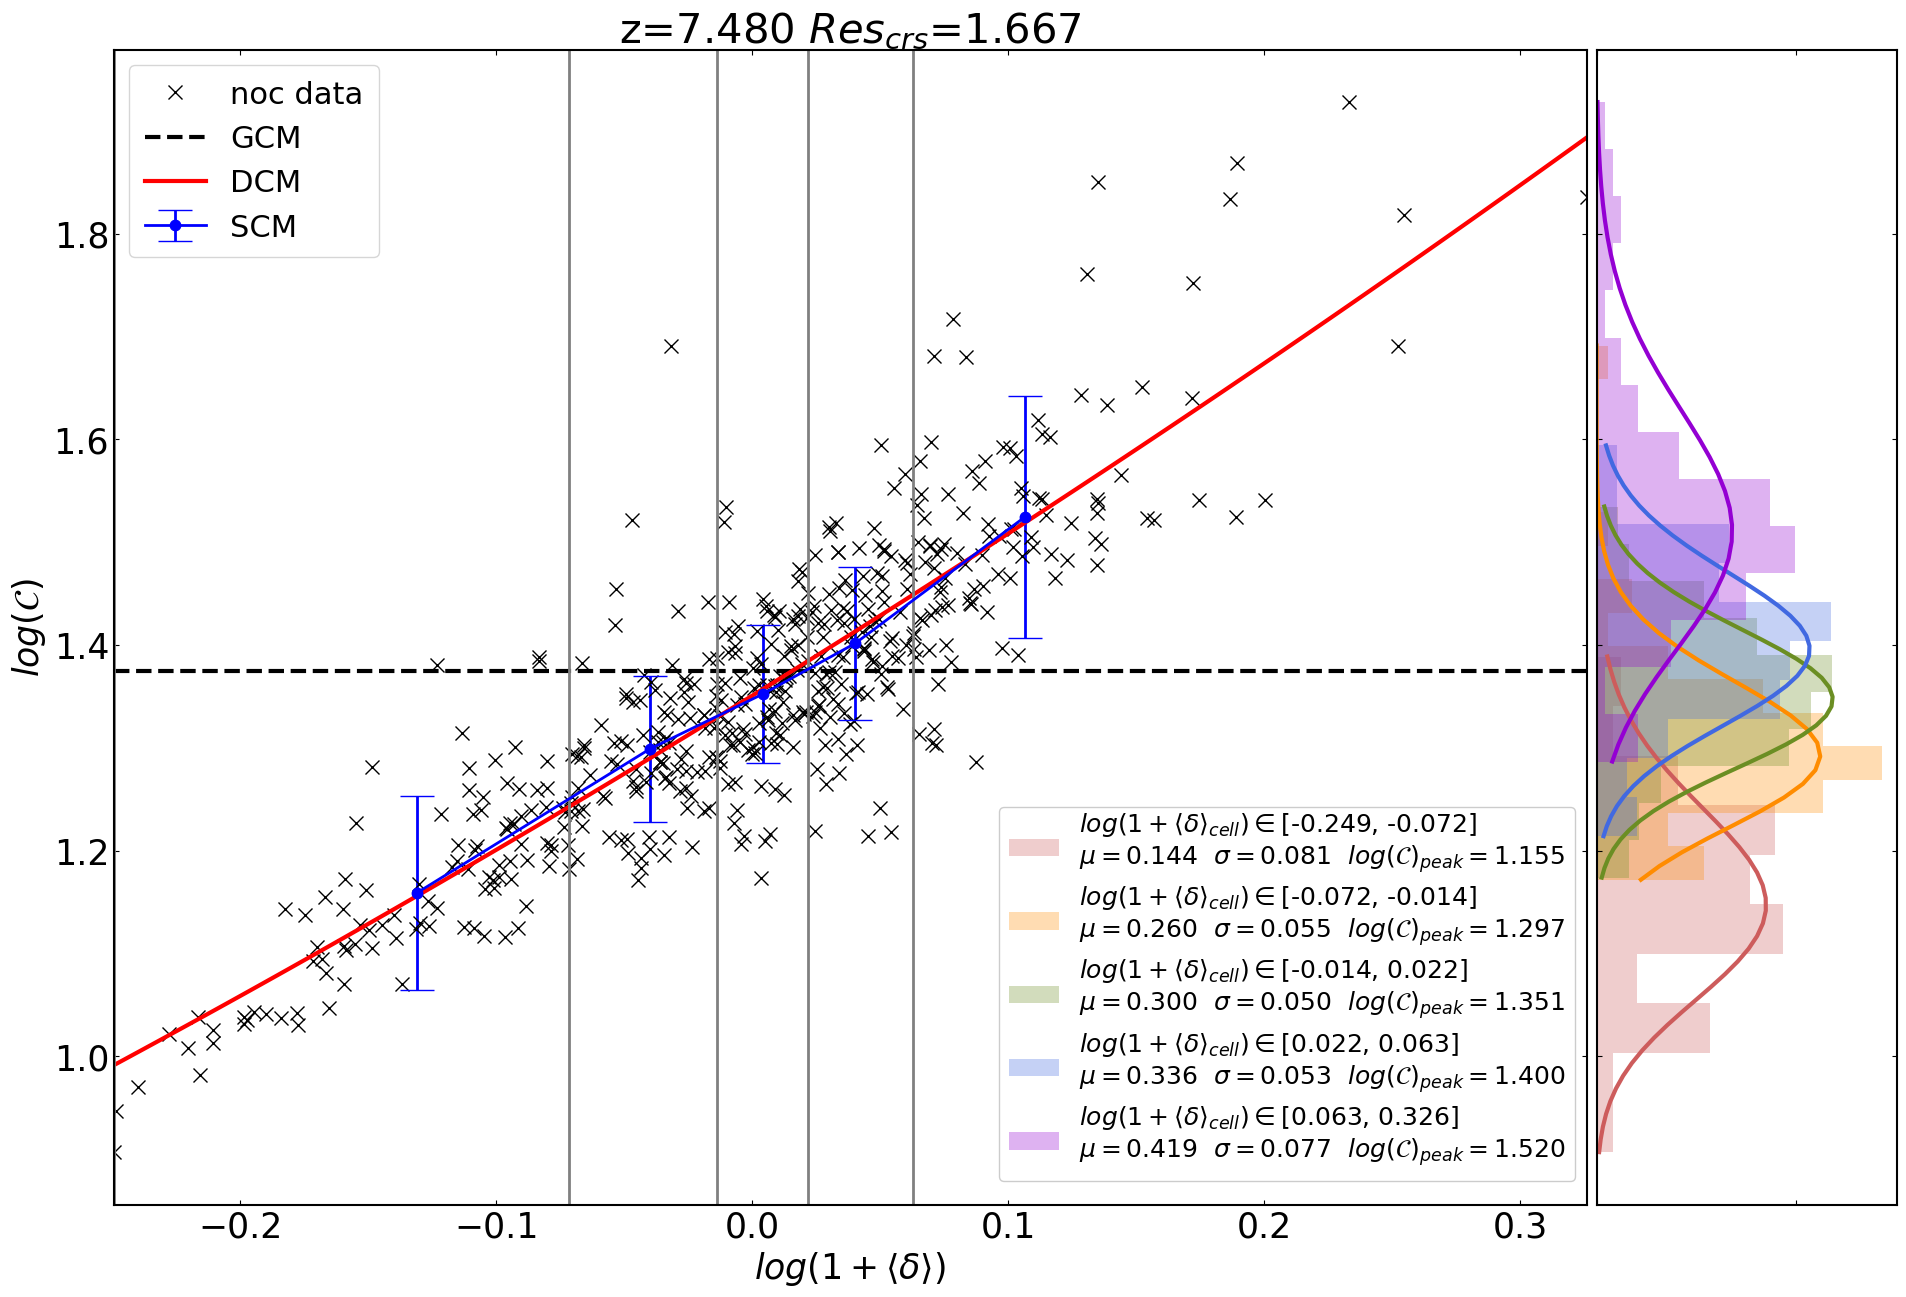 z=7.480 Res_crs=1.667
noc data
GCM
DCM
SCM
1.8
1.6
1.4
1.2
1.0
log(𝒞)
log(1 + ⟨δ⟩_cell) ∈ [-0.249, -0.072]
μ = 0.144 σ = 0.081 log(𝒞)_peak = 1.155
log(1 + ⟨δ⟩_cell) ∈ [-0.072, -0.014]
μ = 0.260 σ = 0.055 log(𝒞)_peak = 1.297
log(1 + ⟨δ⟩_cell) ∈ [-0.014, 0.022]
μ = 0.300 σ = 0.050 log(𝒞)_peak = 1.351
log(1 + ⟨δ⟩_cell) ∈ [0.022, 0.063]
μ = 0.336 σ = 0.053 log(𝒞)_peak = 1.400
log(1 + ⟨δ⟩_cell) ∈ [0.063, 0.326]
μ = 0.419 σ = 0.077 log(𝒞)_peak = 1.520
−0.2 −0.1 0.0 0.1 0.2 0.3
log(1 + ⟨δ⟩)